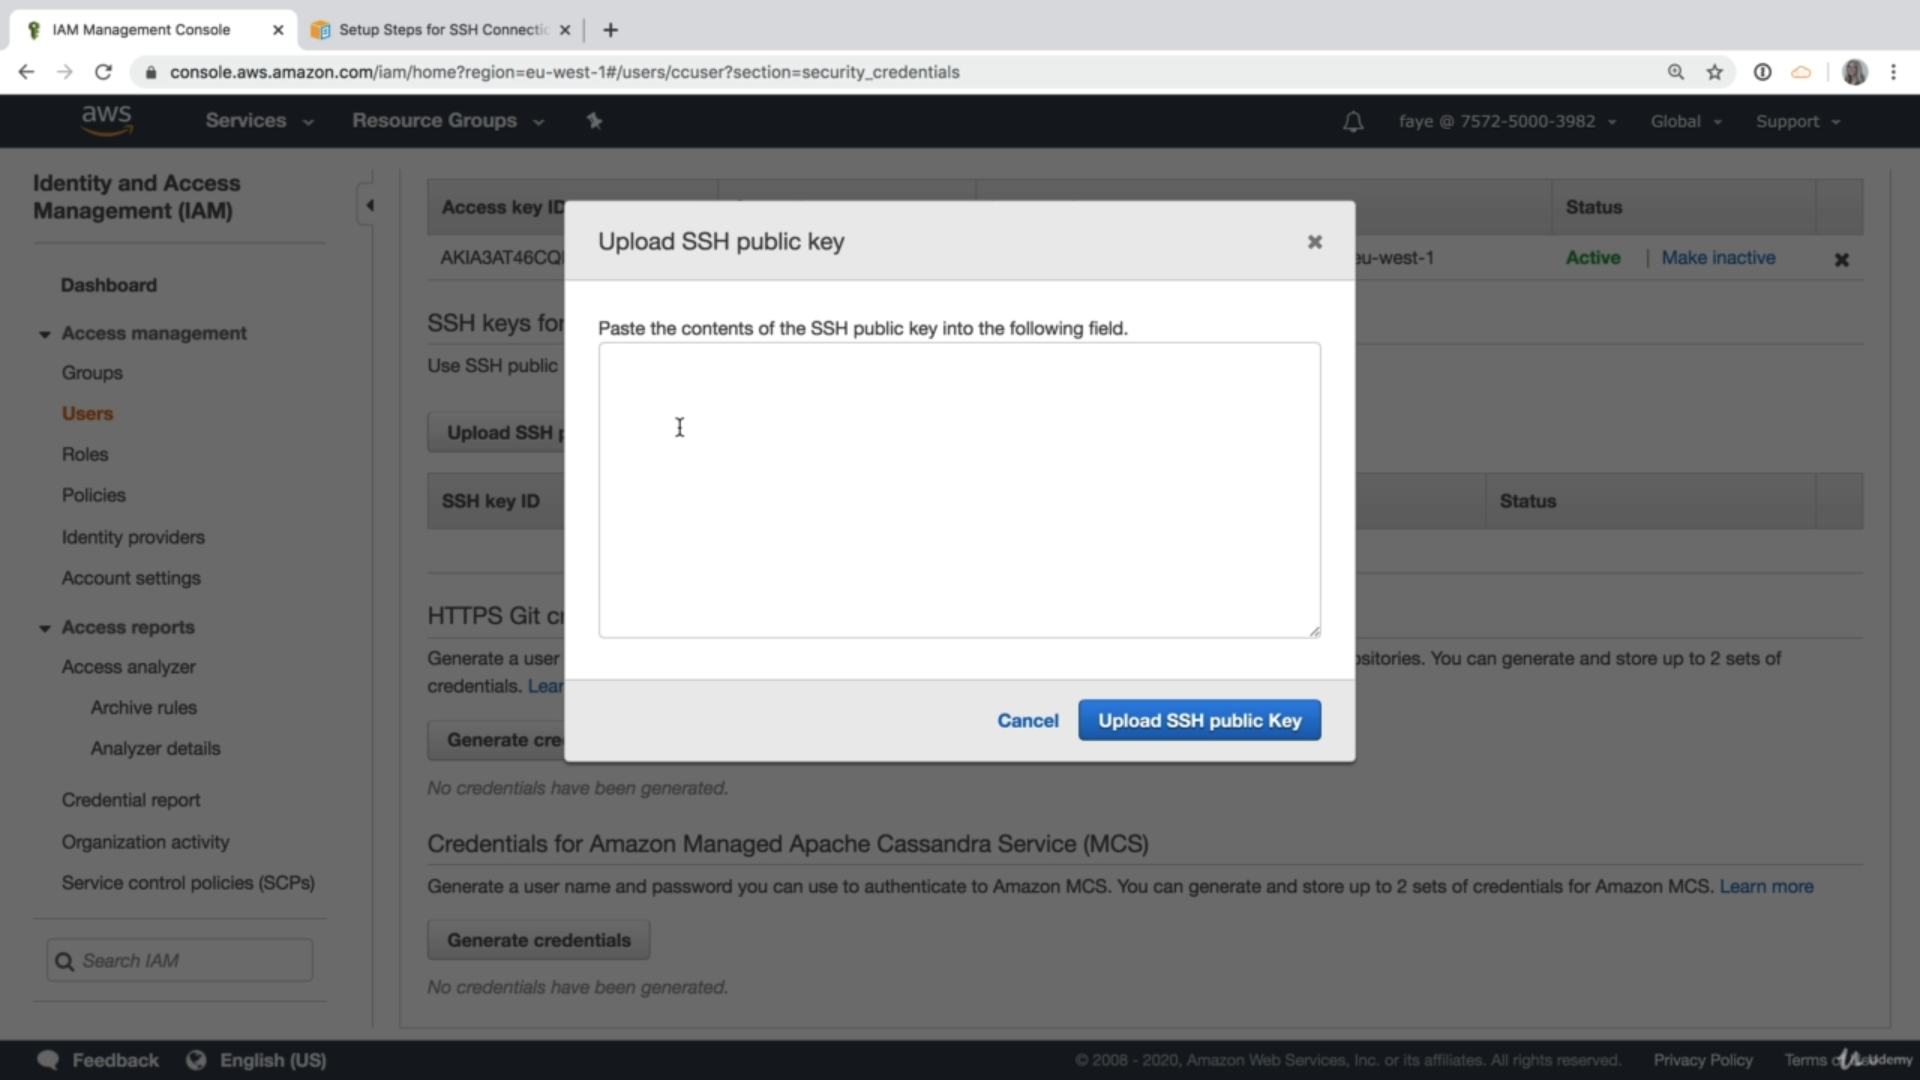 IAM Management Console
Setup Steps for SSH Connectio
console.aws.amazon.com/iam/home?region=eu-west-1#/users/ccuser?section=security_credentials
aws
Services
Resource Groups
faye @ 7572-5000-3982
Global
Support
Identity and Access
Management (IAM)
Dashboard
Access management
Groups
Users
Roles
Policies
Identity providers
Account settings
Access reports
Access analyzer
Archive rules
Analyzer details
Credential report
Organization activity
Service control policies (SCPs)
Search IAM
Access key ID
Status
AKIA3AT46CQ
eu-west-1
Active | Make inactive
SSH keys for
Use SSH public
Upload SSH p
SSH key ID
Status
HTTPS Git cr
Generate a user
ositories. You can generate and store up to 2 sets of
credentials. Lear
Generate cre
No credentials have been generated.
Credentials for Amazon Managed Apache Cassandra Service (MCS)
Generate a user name and password you can use to authenticate to Amazon MCS. You can generate and store up to 2 sets of credentials for Amazon MCS. Learn more
Generate credentials
No credentials have been generated.
Upload SSH public key
Paste the contents of the SSH public key into the following field.
Cancel
Upload SSH public Key
Feedback
English (US)
© 2008 - 2020, Amazon Web Services, Inc. or its affiliates. All rights reserved.
Privacy Policy
Terms
Udemy